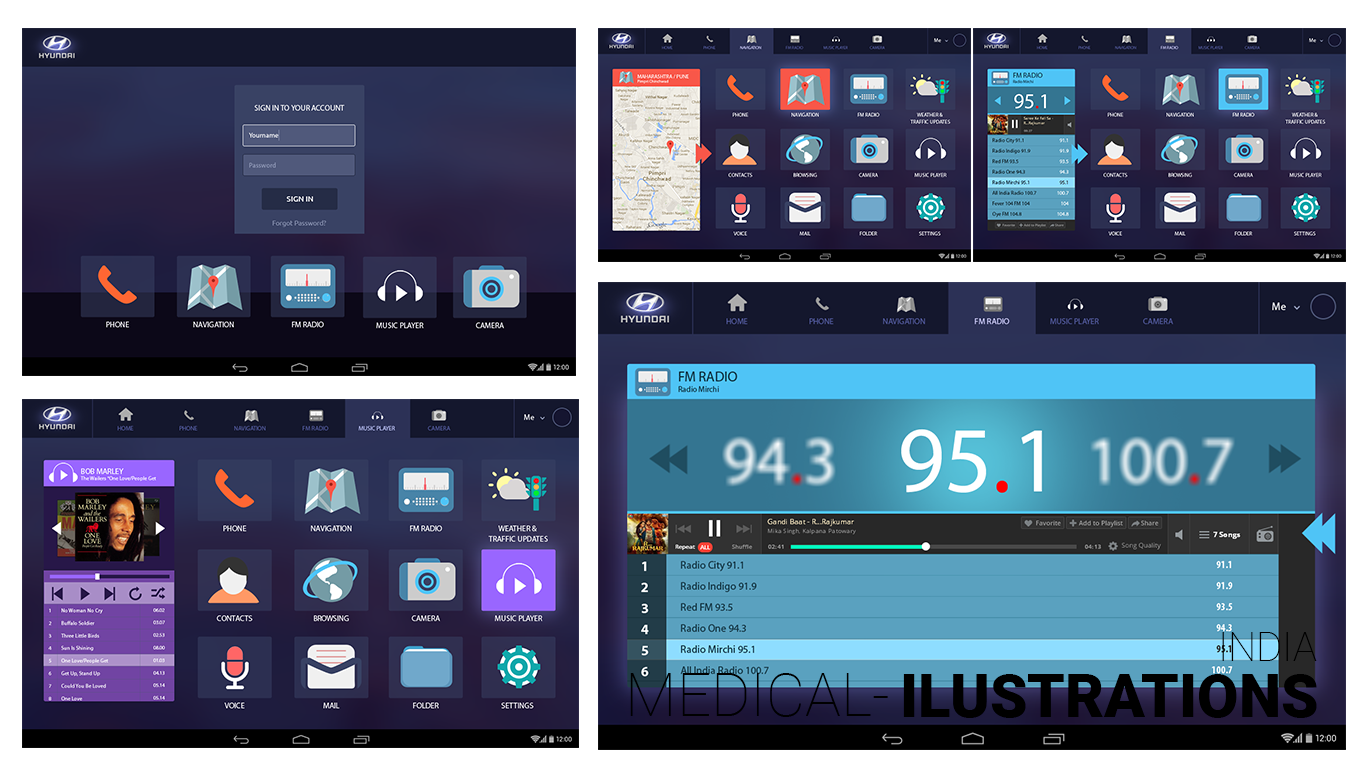 HYUNDAI
SIGN IN TO YOUR ACCOUNT
Yourname
Password
SIGN IN
Forgot Password?
PHONE NAVIGATION FM RADIO MUSIC PLAYER CAMERA
12:00
HYUNDAI HOME PHONE NAVIGATION FM RADIO MUSIC PLAYER CAMERA Me
MAHARASHTRA / PUNE
Pimpri Chinchwad
Pimpri
Chinchwad
PHONE NAVIGATION FM RADIO WEATHER &
TRAFFIC UPDATES
CONTACTS BROWSING CAMERA MUSIC PLAYER
VOICE MAIL FOLDER SETTINGS
12:00
HYUNDAI HOME PHONE NAVIGATION FM RADIO MUSIC PLAYER CAMERA Me
FM RADIO
Radio Mirchi
95.1
Radio City 91.1 91.1
Radio Indigo 91.9 91.9
Red FM 93.5 93.5
Radio One 94.3 94.3
Radio Mirchi 95.1 95.1
All India Radio 100.7 100.7
Fever 104 FM 104 104
Oye FM 104.8 104.8
Favorite Add to Playlist Share
PHONE NAVIGATION FM RADIO WEATHER &
TRAFFIC UPDATES
CONTACTS BROWSING CAMERA MUSIC PLAYER
VOICE MAIL FOLDER SETTINGS
12:00
HYUNDAI HOME PHONE NAVIGATION FM RADIO MUSIC PLAYER CAMERA Me
BOB MARLEY
The Wailers "One Love/People Get
BOB
MARLEY
and the
WAILERS
ONE
LOVE
1 No Woman No Cry 06.02
2 Buffalo Soldier 03.07
3 Three Little Birds 02.53
4 Sun Is Shining 08.00
5 One Love/People Get 01.03
6 Get Up, Stand Up 04.13
7 Could You Be Loved 05.14
8 One Love 05.14
PHONE NAVIGATION FM RADIO WEATHER &
TRAFFIC UPDATES
CONTACTS BROWSING CAMERA MUSIC PLAYER
VOICE MAIL FOLDER SETTINGS
12:00
HYUNDAI HOME PHONE NAVIGATION FM RADIO MUSIC PLAYER CAMERA Me
FM RADIO
Radio Mirchi
94.3 95.1 100.7
RAJKUMAR
Gandi Baat - R...Rajkumar
Mika Singh, Kalpana Patowary
Favorite Add to Playlist Share
7 Songs
Repeat ALL Shuffle 02:41 04:13 Song Quality
1 Radio City 91.1 91.1
2 Radio Indigo 91.9 91.9
3 Red FM 93.5 93.5
4 Radio One 94.3 94.3
5 Radio Mirchi 95.1 95.1
6 All India Radio 100.7 100.7
INDIA
MEDICAL-ILUSTRATIONS
12:00